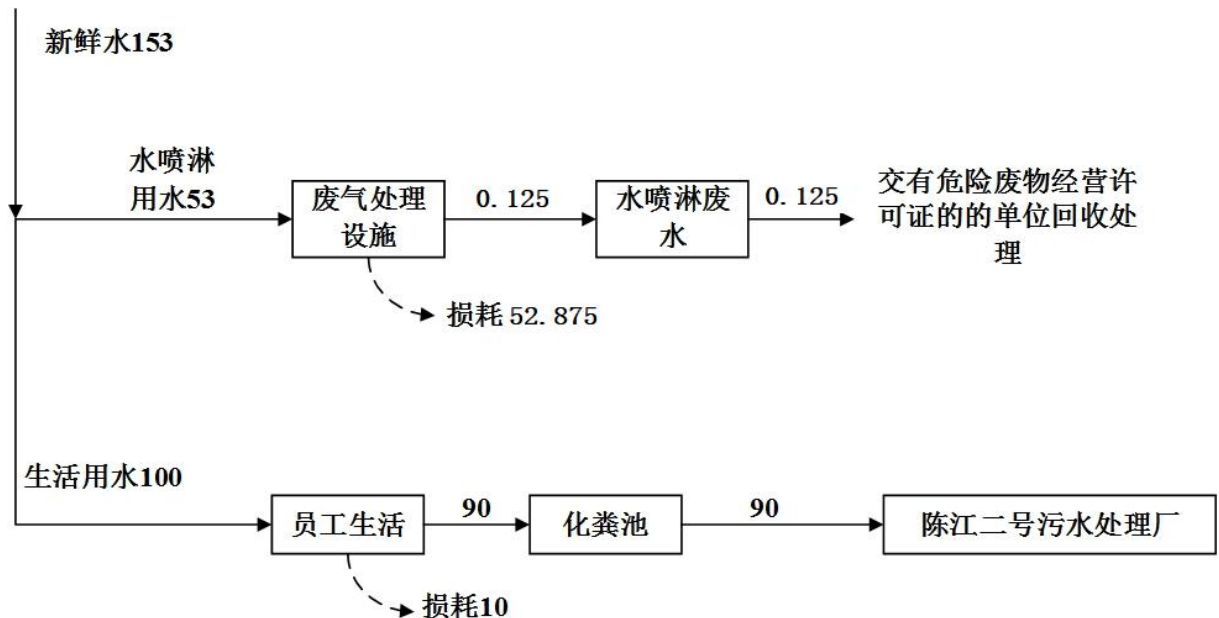 新鲜水153
水喷淋
用水53
废气处理
设施
0.125
水喷淋废
水
0.125
交有危险废物经营许
可证的的单位回收处
理
损耗 52.875
生活用水100
员工生活
90
化粪池
90
陈江二号污水处理厂
损耗10